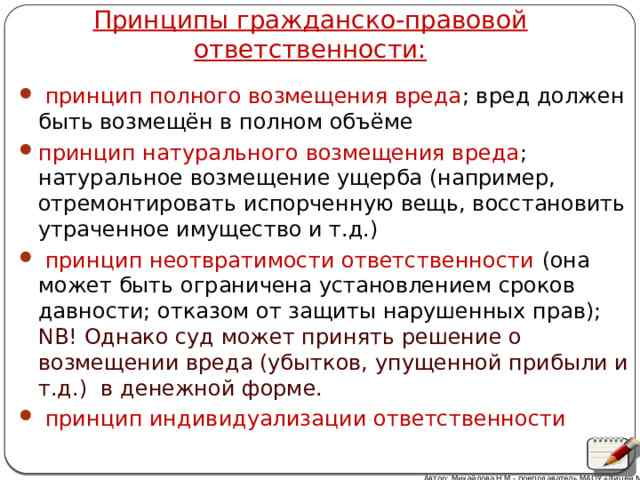 Принципы гражданско-правовой
ответственности:
принцип полного возмещения вреда; вред должен
быть возмещён в полном объёме
принцип натурального возмещения вреда;
натуральное возмещение ущерба (например,
отремонтировать испорченную вещь, восстановить
утраченное имущество и т.д.)
принцип неотвратимости ответственности (она
может быть ограничена установлением сроков
давности; отказом от защиты нарушенных прав);
NB! Однако суд может принять решение о
возмещении вреда (убытков, упущенной прибыли и
т.д.) в денежной форме.
принцип индивидуализации ответственности
Автор: Михайлова Н.М.- преподаватель МАОУ